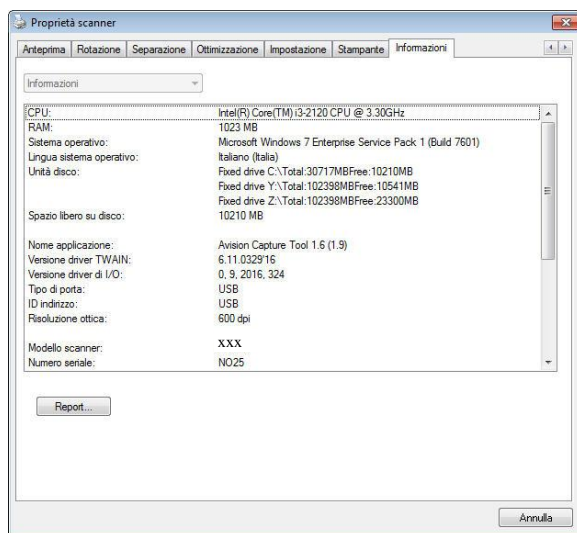 Proprietà scanner
Anteprima Rotazione Separazione Ottimizzazione Impostazione Stampante Informazioni
Informazioni
CPU: Intel(R) Core(TM) i3-2120 CPU @ 3.30GHz
RAM: 1023 MB
Sistema operativo: Microsoft Windows 7 Enterprise Service Pack 1 (Build 7601)
Lingua sistema operativo: Italiano (Italia)
Unità disco: Fixed drive C:\Total:30717MBFree:10210MB
Fixed drive Y:\Total:102398MBFree:10541MB
Fixed drive Z:\Total:102398MBFree:23300MB
Spazio libero su disco: 10210 MB
Nome applicazione: Avision Capture Tool 1.6 (1.9)
Versione driver TWAIN: 6.11.0329'16
Versione driver di I/O: 0, 9, 2016, 324
Tipo di porta: USB
ID indirizzo: USB
Risoluzione ottica: 600 dpi
Modello scanner: XXX
Numero seriale: NO25
Report...
Annulla